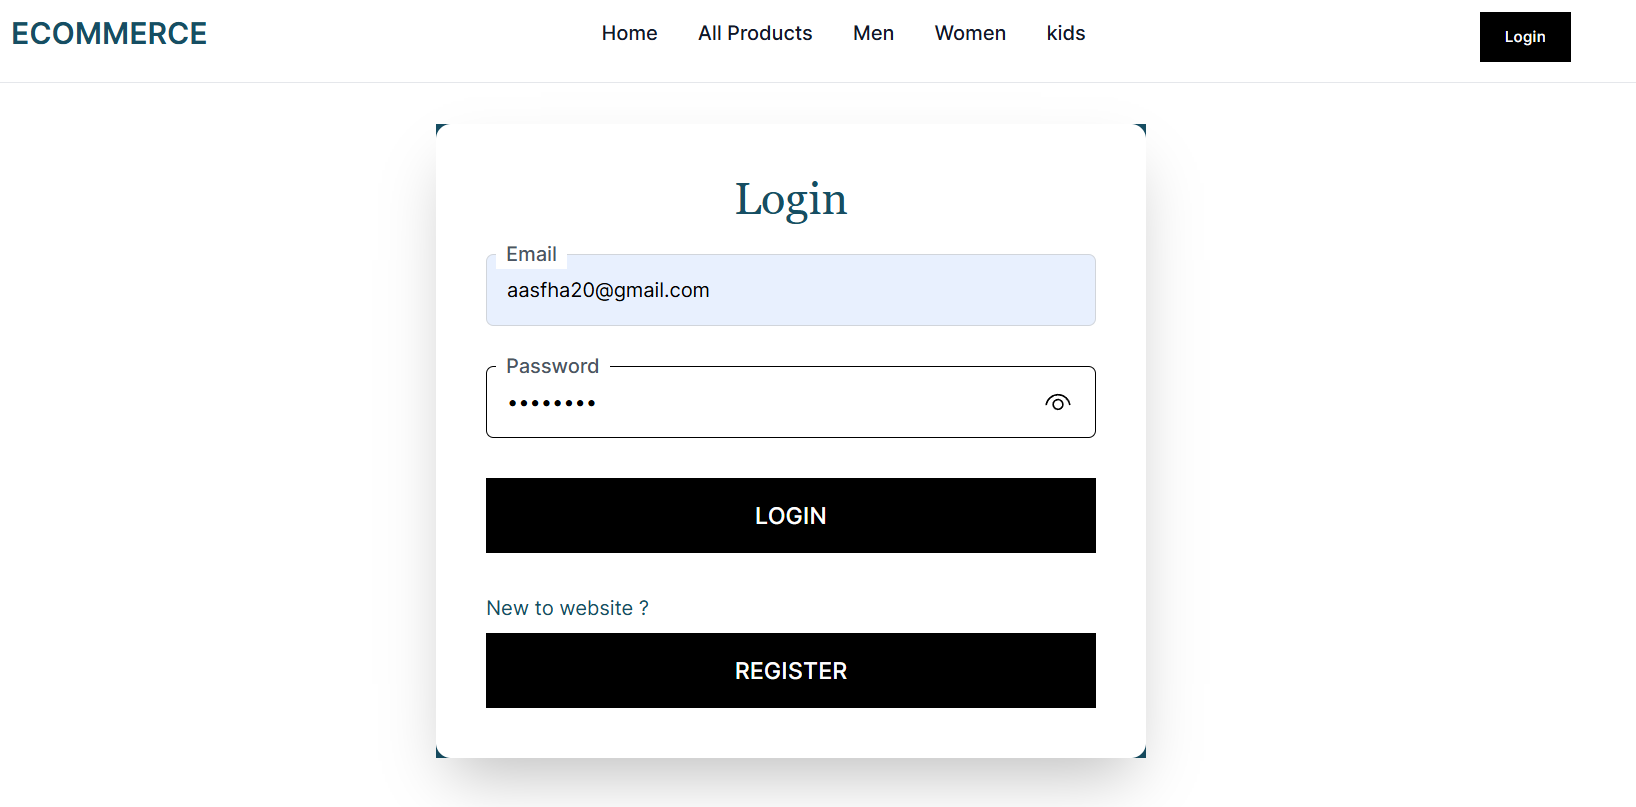 ECOMMERCE Home All Products Men Women kids Login
Login
Email
aasfha20@gmail.com
Password
••••••••
LOGIN
New to website ?
REGISTER